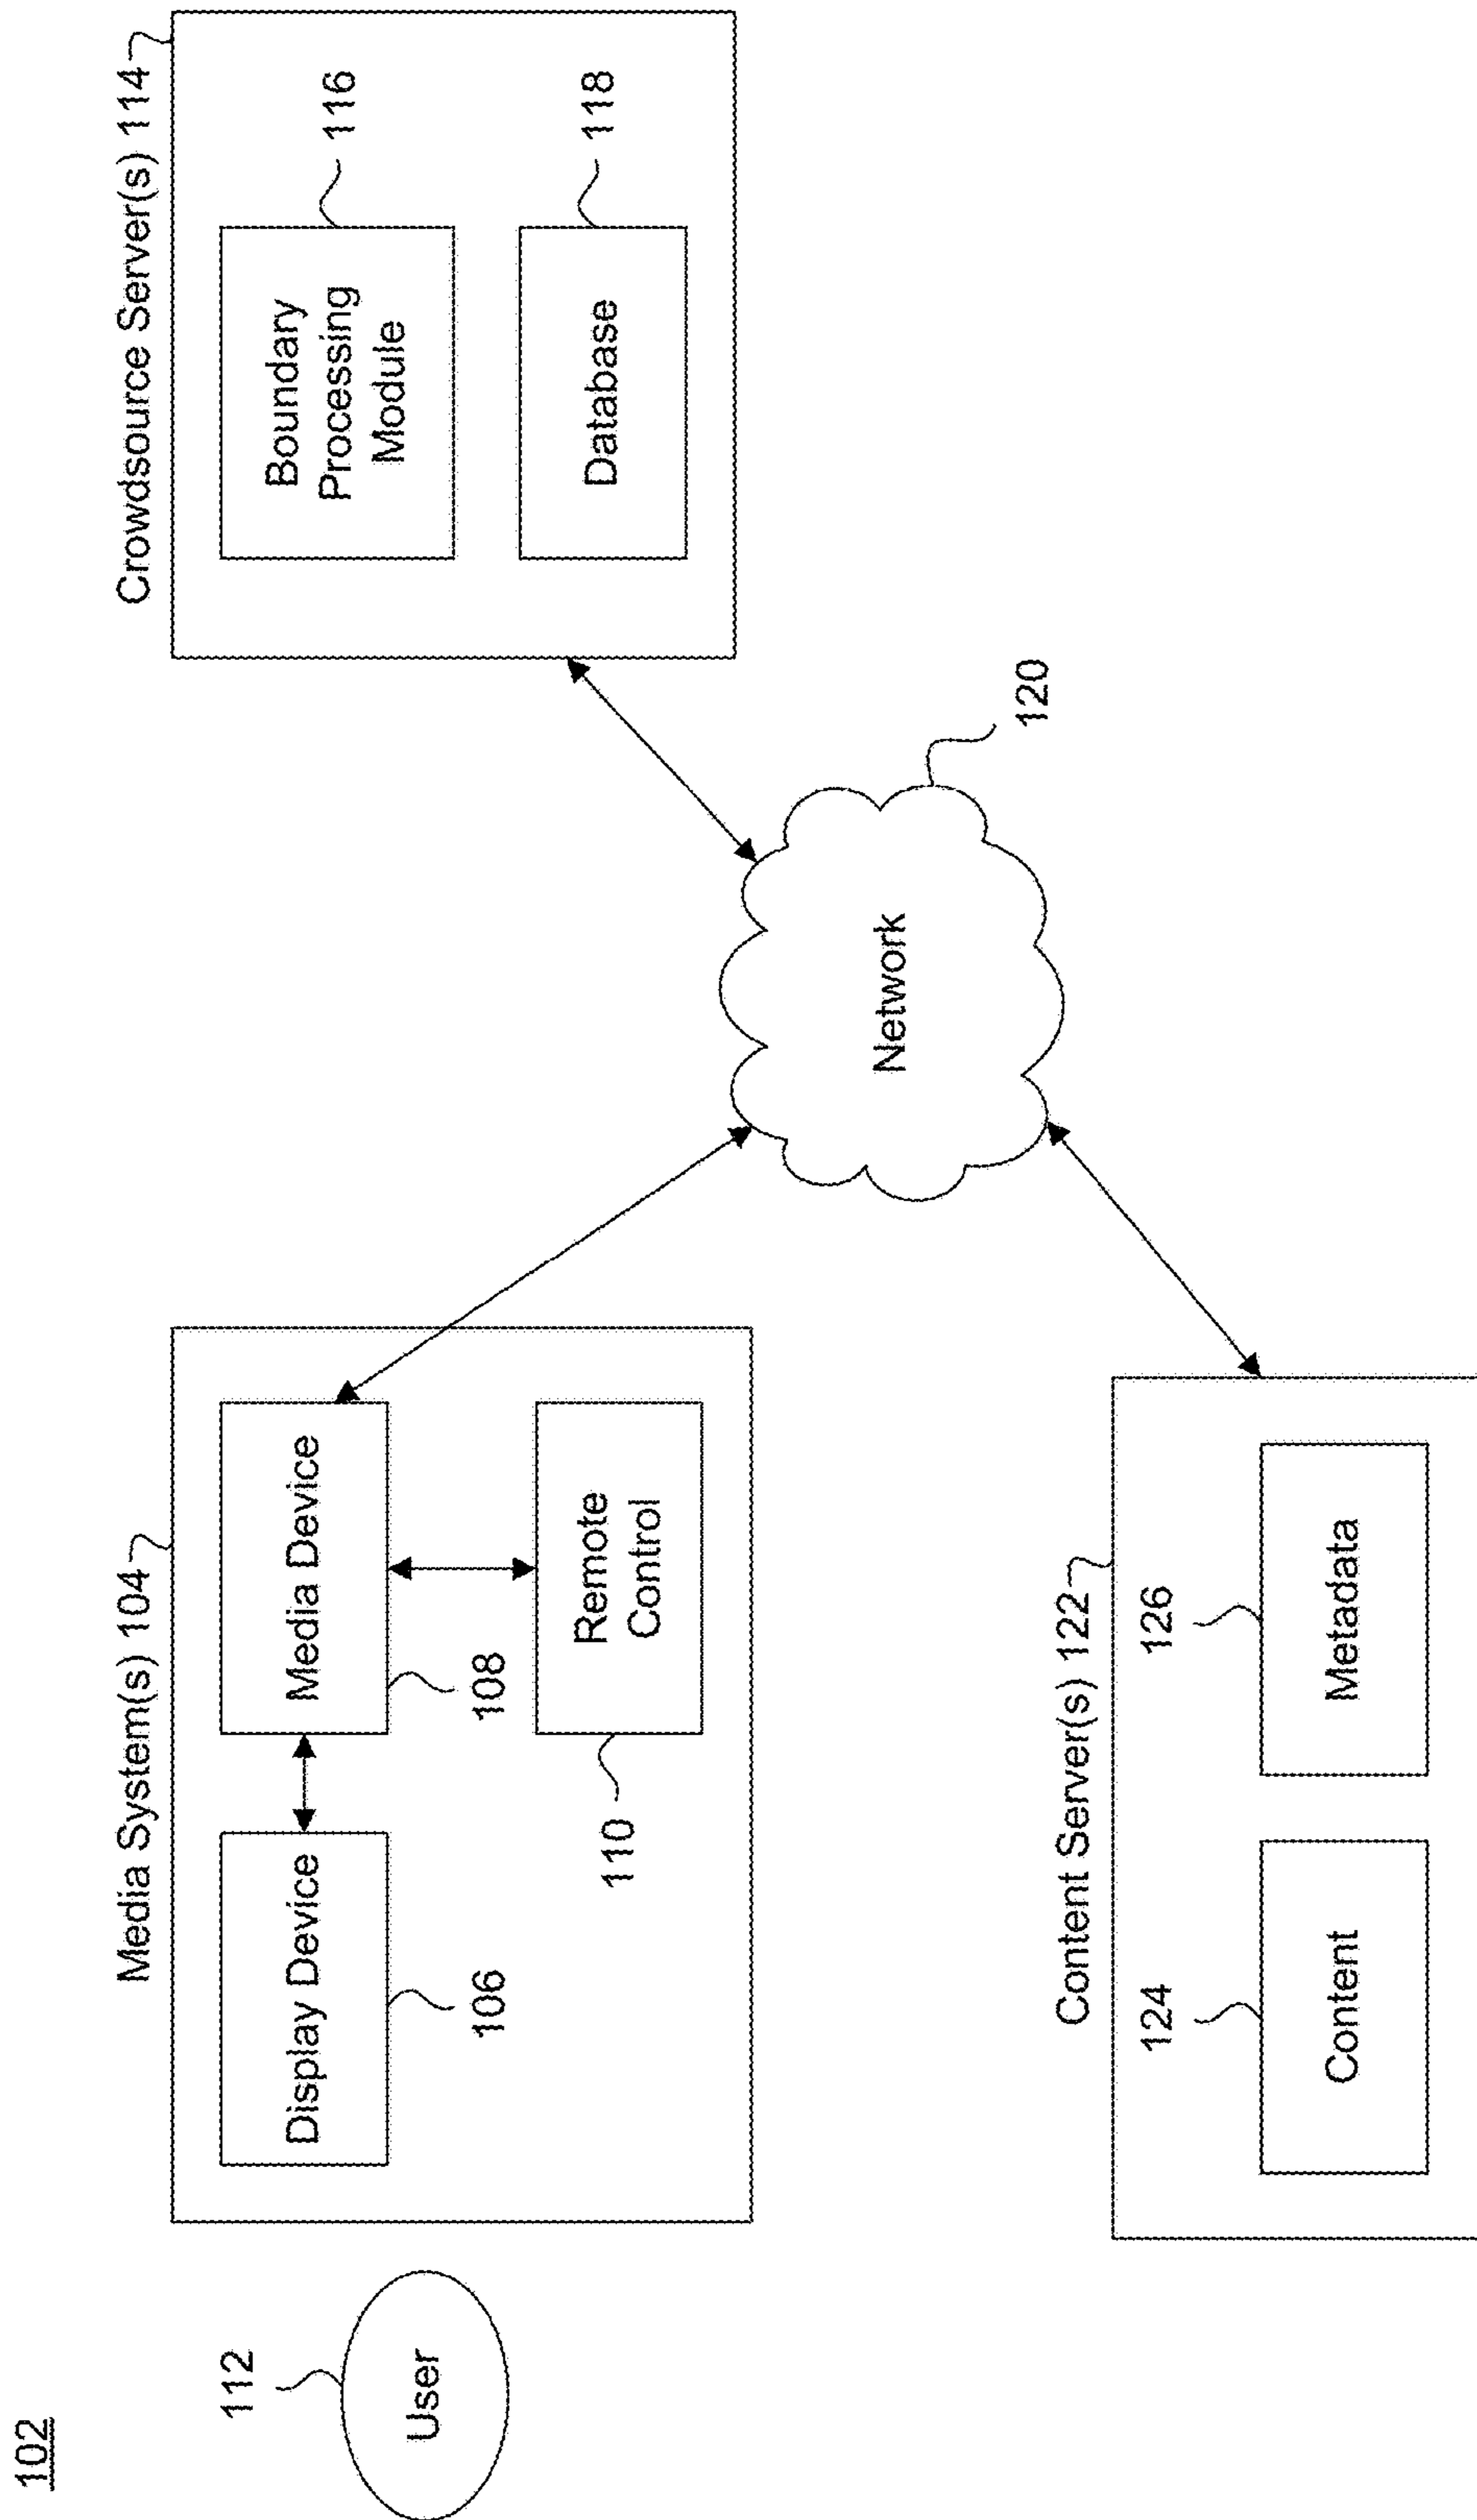 102
112
User
Media System(s) 104
Display Device
106
Media Device
108
Remote
Control
110
Crowdsource Server(s) 114
Boundary
Processing
Module
116
Database
118
Network
120
Content Server(s) 122
124
Content
126
Metadata